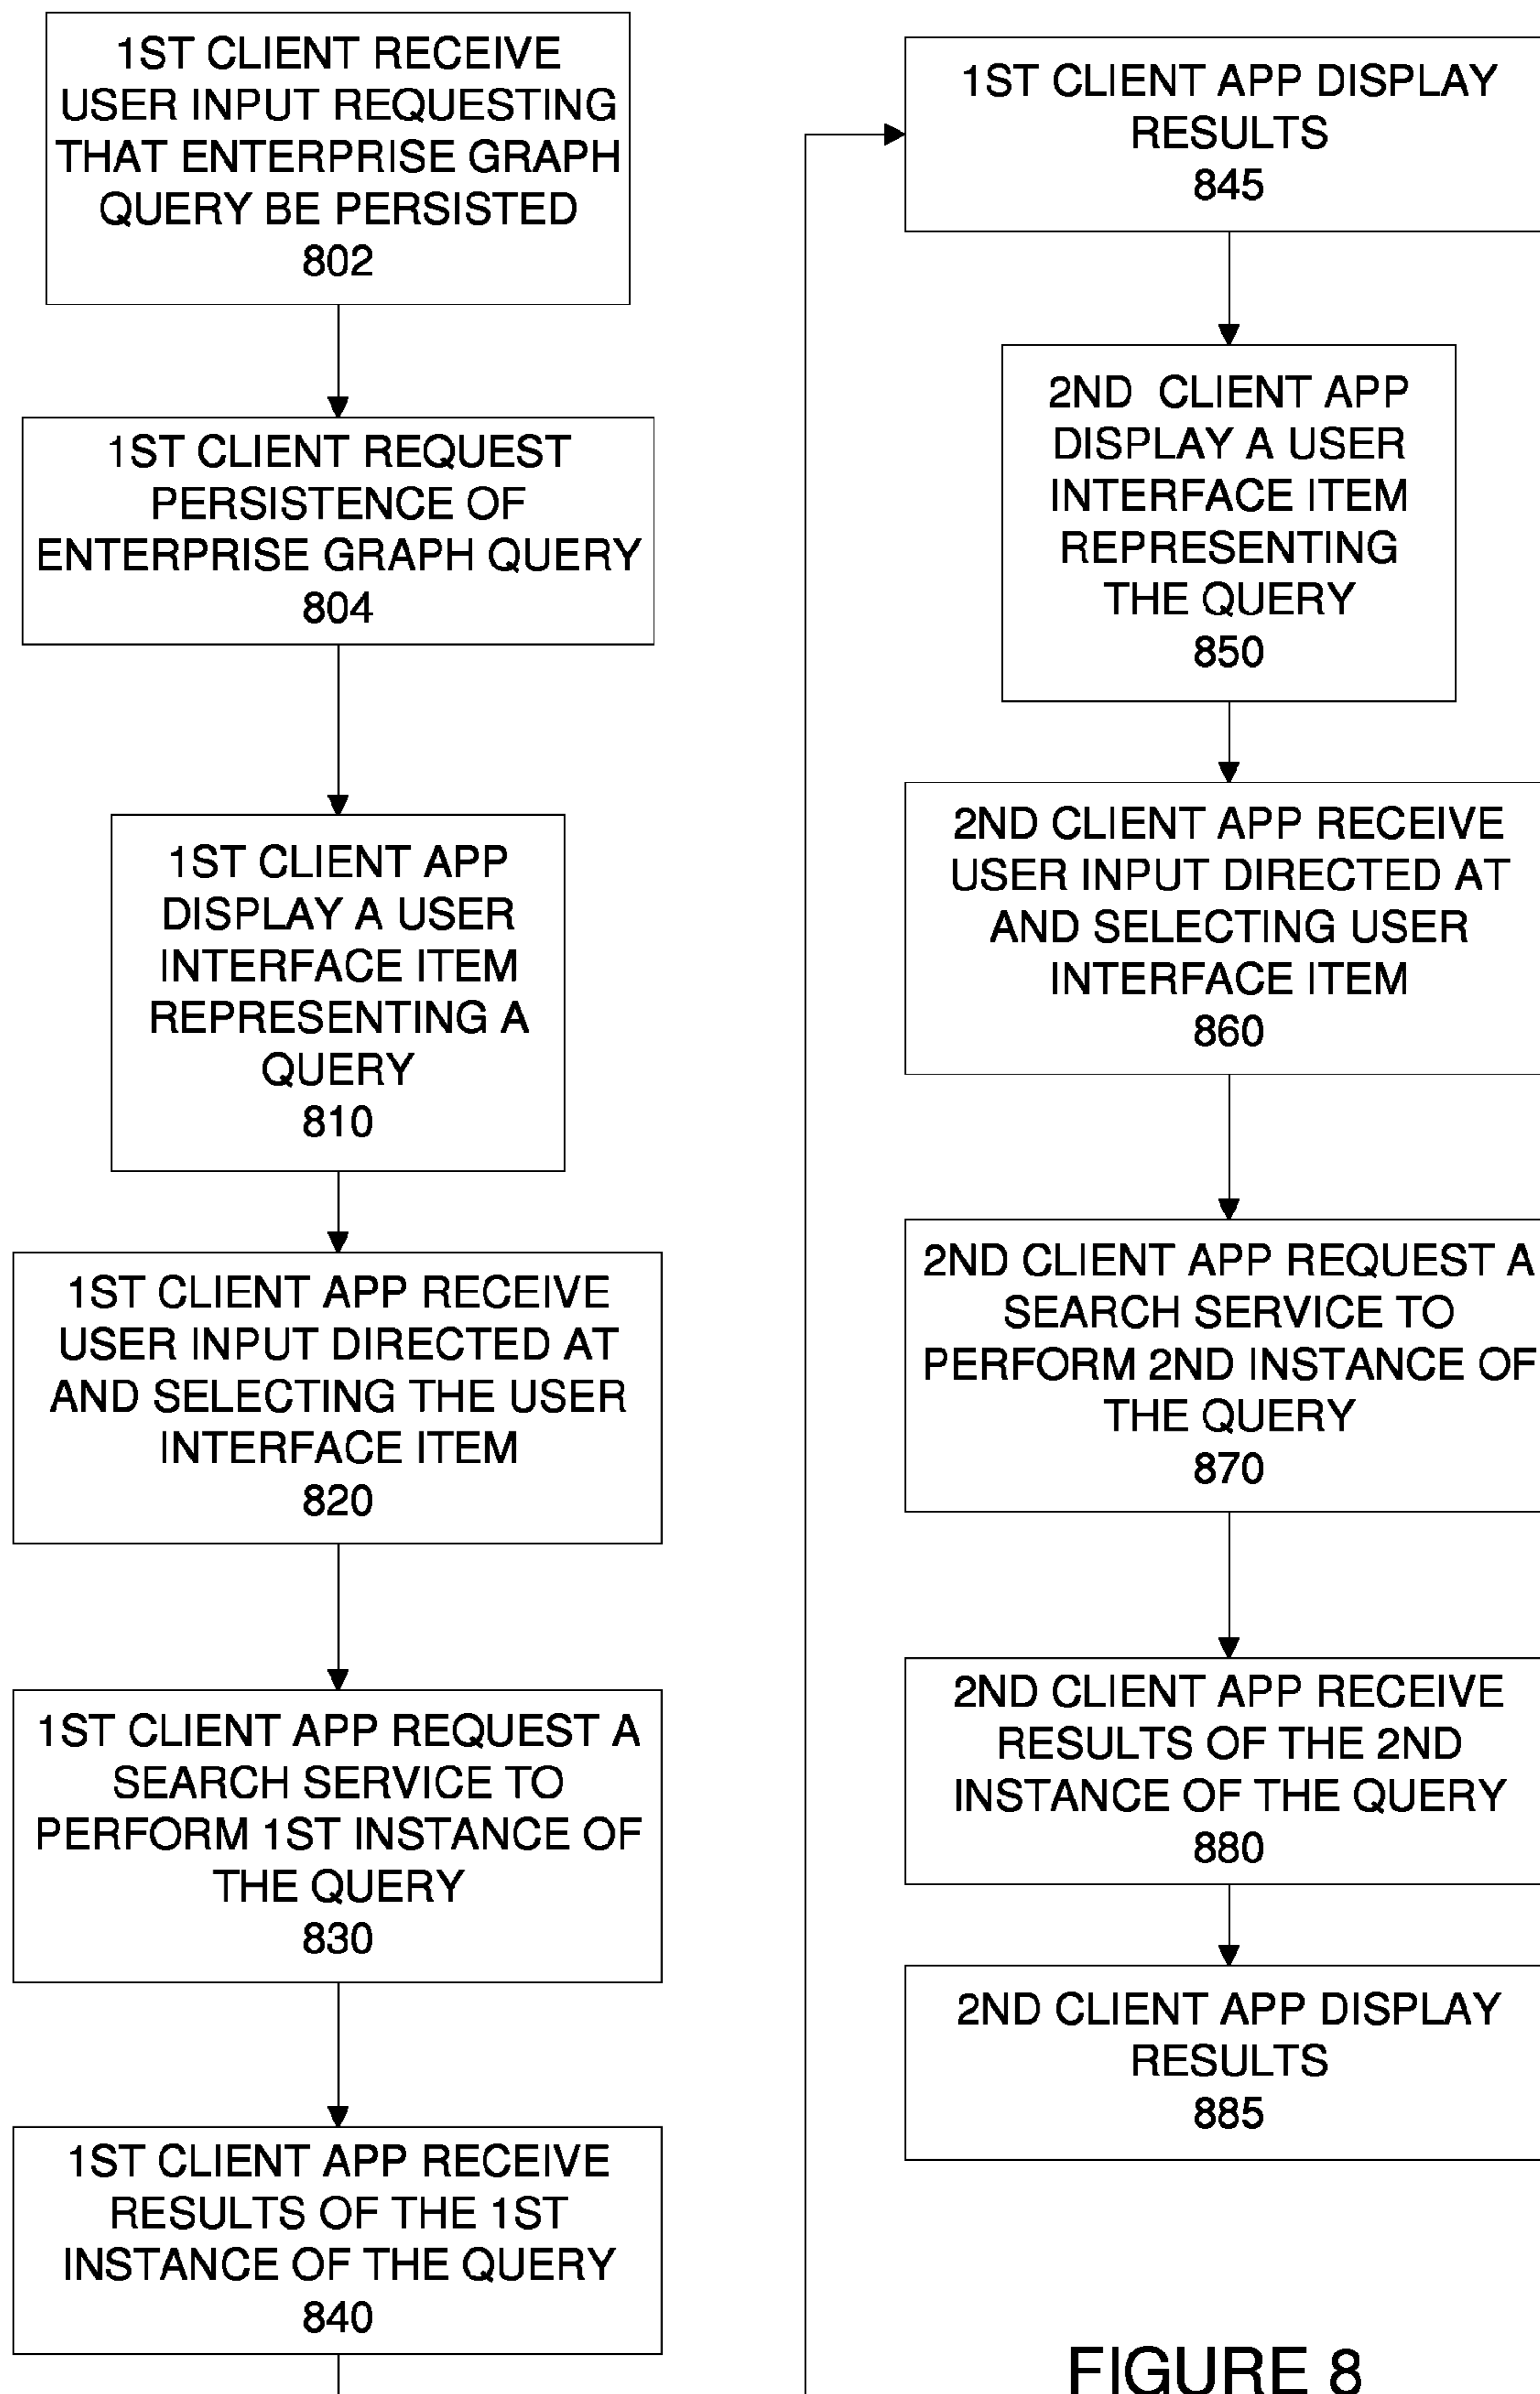 1ST CLIENT RECEIVE
USER INPUT REQUESTING
THAT ENTERPRISE GRAPH
QUERY BE PERSISTED
802
1ST CLIENT REQUEST
PERSISTENCE OF
ENTERPRISE GRAPH QUERY
804
1ST CLIENT APP
DISPLAY A USER
INTERFACE ITEM
REPRESENTING A
QUERY
810
1ST CLIENT APP RECEIVE
USER INPUT DIRECTED AT
AND SELECTING THE USER
INTERFACE ITEM
820
1ST CLIENT APP REQUEST A
SEARCH SERVICE TO
PERFORM 1ST INSTANCE OF
THE QUERY
830
1ST CLIENT APP RECEIVE
RESULTS OF THE 1ST
INSTANCE OF THE QUERY
840
1ST CLIENT APP DISPLAY
RESULTS
845
2ND CLIENT APP
DISPLAY A USER
INTERFACE ITEM
REPRESENTING
THE QUERY
850
2ND CLIENT APP RECEIVE
USER INPUT DIRECTED AT
AND SELECTING USER
INTERFACE ITEM
860
2ND CLIENT APP REQUEST A
SEARCH SERVICE TO
PERFORM 2ND INSTANCE OF
THE QUERY
870
2ND CLIENT APP RECEIVE
RESULTS OF THE 2ND
INSTANCE OF THE QUERY
880
2ND CLIENT APP DISPLAY
RESULTS
885
FIGURE 8